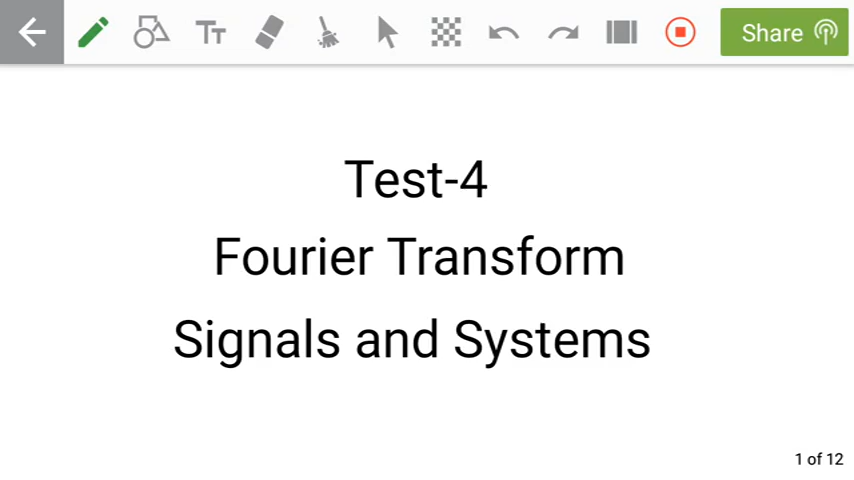 Share
Test-4
Fourier Transform
Signals and Systems
1 of 12